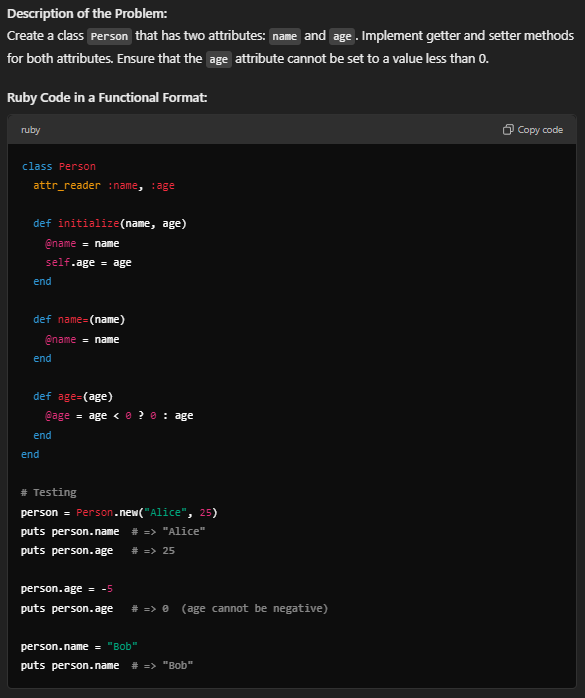 Description of the Problem:
Create a class Person that has two attributes: name and age. Implement getter and setter methods
for both attributes. Ensure that the age attribute cannot be set to a value less than 0.
Ruby Code in a Functional Format:
ruby
Copy code
class Person
  attr_reader :name, :age

  def initialize(name, age)
    @name = name
    self.age = age
  end

  def name=(name)
    @name = name
  end

  def age=(age)
    @age = age < 0 ? 0 : age
  end
end

# Testing
person = Person.new("Alice", 25)
puts person.name  # => "Alice"
puts person.age   # => 25

person.age = -5
puts person.age   # => 0  (age cannot be negative)

person.name = "Bob"
puts person.name  # => "Bob"